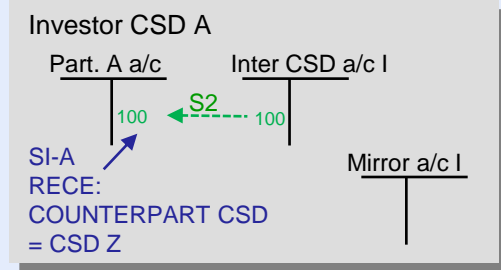 Investor CSD A
Part. A a/c
Inter CSD a/c I
S2
100
100
SI-A
RECE:
COUNTERPART CSD
= CSD Z
Mirror a/c I